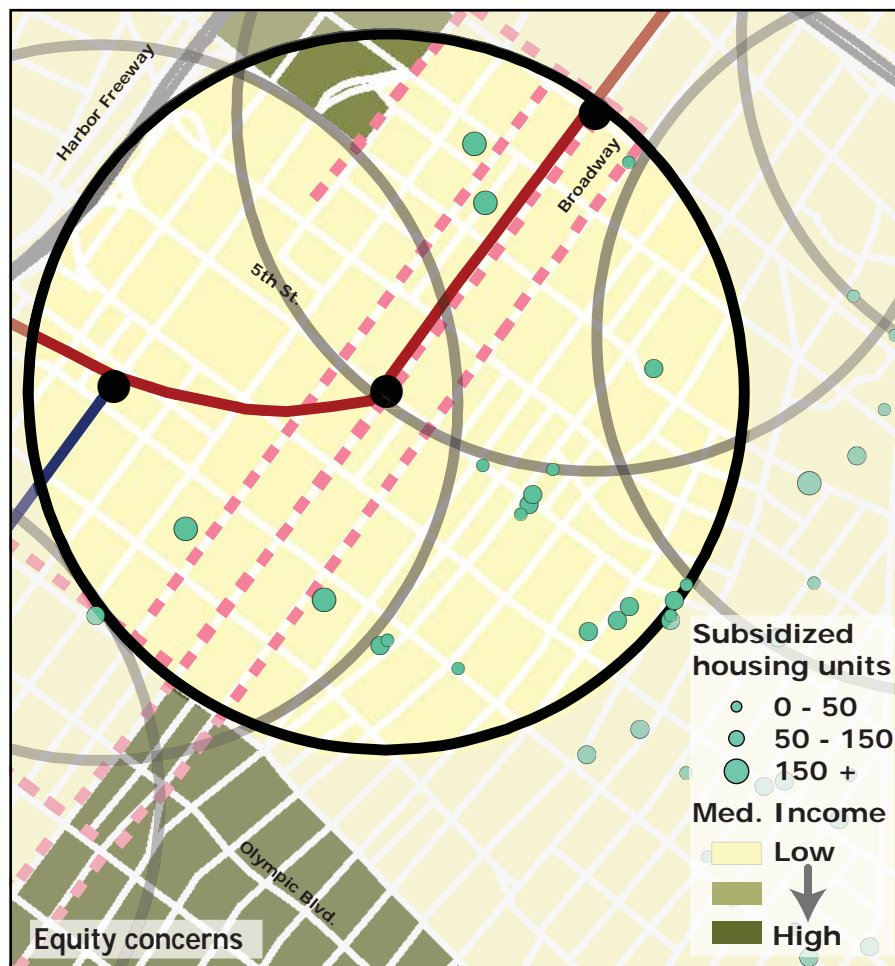 Harbor Freeway
Broadway
5th St.
Subsidized
housing units
0 - 50
50 - 150
150 +
Med. Income
Low
High
Olympic Blvd.
Equity concerns